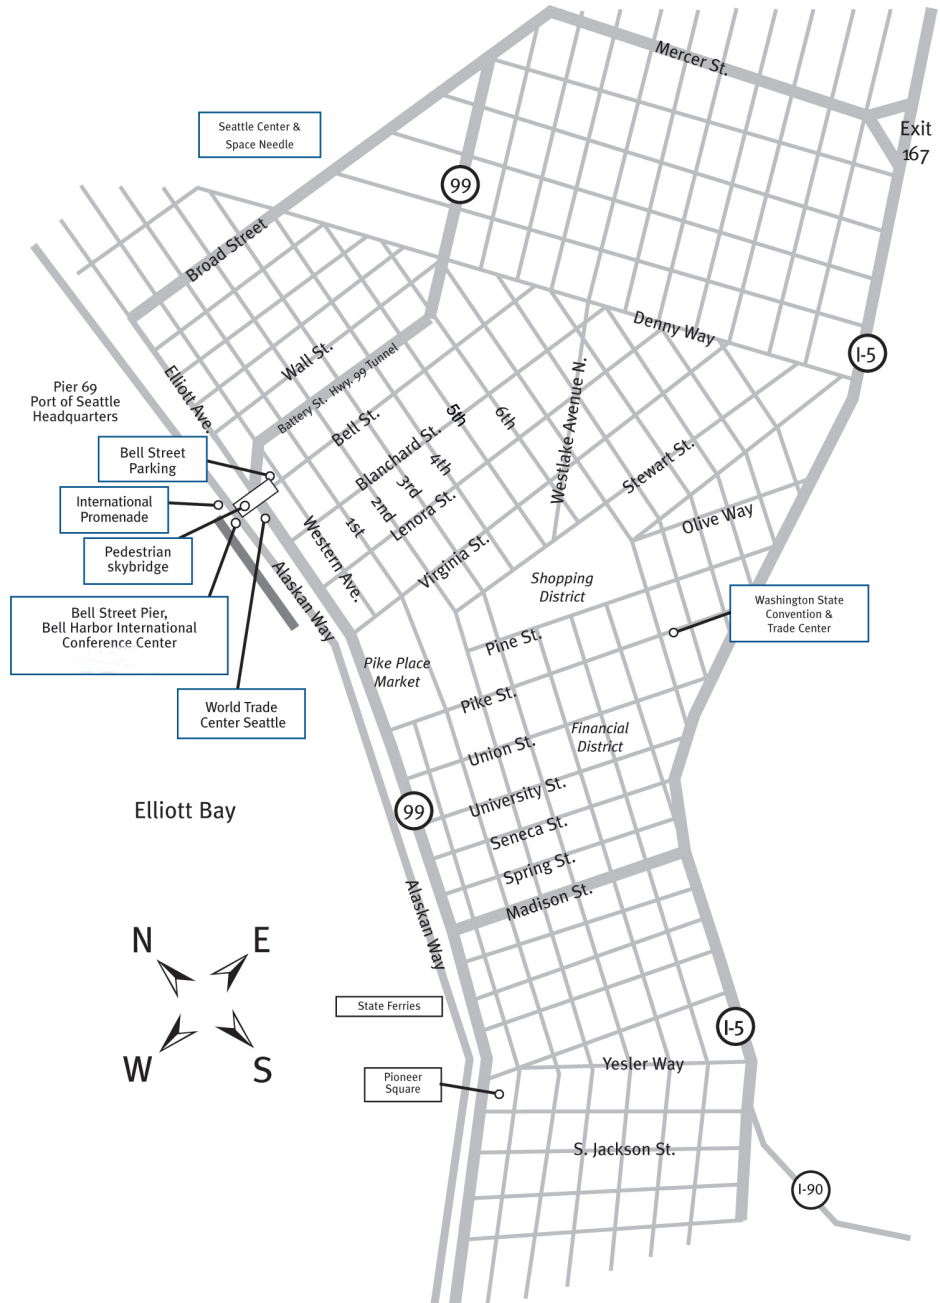 Mercer St.
Exit
167
Seattle Center &
Space Needle
99
Broad Street
Denny Way
I-5
Wall St.
Elliott Ave.
Battery St. Hwy. 99 Tunnel
Pier 69
Port of Seattle
Headquarters
Bell St.
5th
6th
Westlake Avenue N.
Blanchard St.
4th
3rd
2nd
1st
Lenora St.
Stewart St.
Bell Street
Parking
International
Promenade
Pedestrian
skybridge
Western Ave.
Olive Way
Virginia St.
Alaskan Way
Shopping
District
Bell Street Pier,
Bell Harbor International
Conference Center
Washington State
Convention &
Trade Center
Pine St.
Pike Place
Market
Pike St.
World Trade
Center Seattle
Union St.
Financial
District
University St.
99
Elliott Bay
Seneca St.
Spring St.
Madison St.
Alaskan Way
N
E
W
S
State Ferries
I-5
Yesler Way
Pioneer
Square
S. Jackson St.
I-90